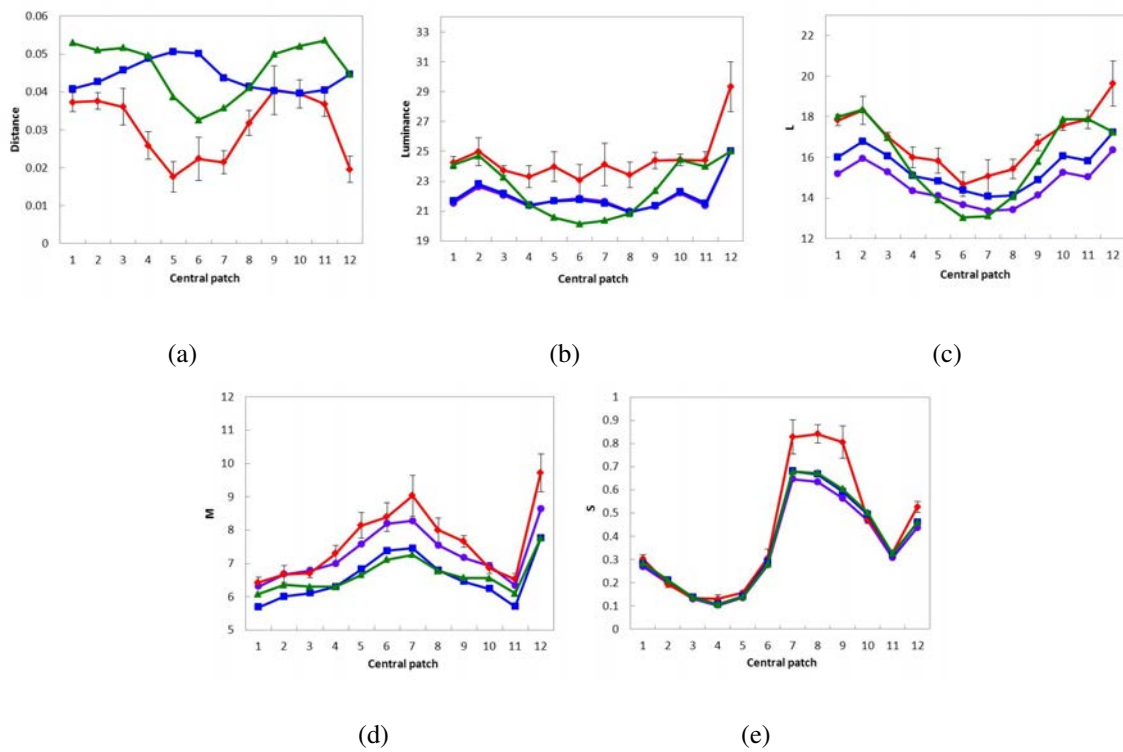 0.06
0.05
0.04
0.03
0.02
0.01
0
Distance
1 2 3 4 5 6 7 8 9 10 11 12
Central patch
(a)
33
31
29
27
25
23
21
19
Luminance
1 2 3 4 5 6 7 8 9 10 11 12
Central patch
(b)
22
20
18
16
14
12
L
1 2 3 4 5 6 7 8 9 10 11 12
Central patch
(c)
12
11
10
9
8
7
6
5
M
1 2 3 4 5 6 7 8 9 10 11 12
Central patch
(d)
1
0.9
0.8
0.7
0.6
0.5
0.4
0.3
0.2
0.1
0
S
1 2 3 4 5 6 7 8 9 10 11 12
Central patch
(e)